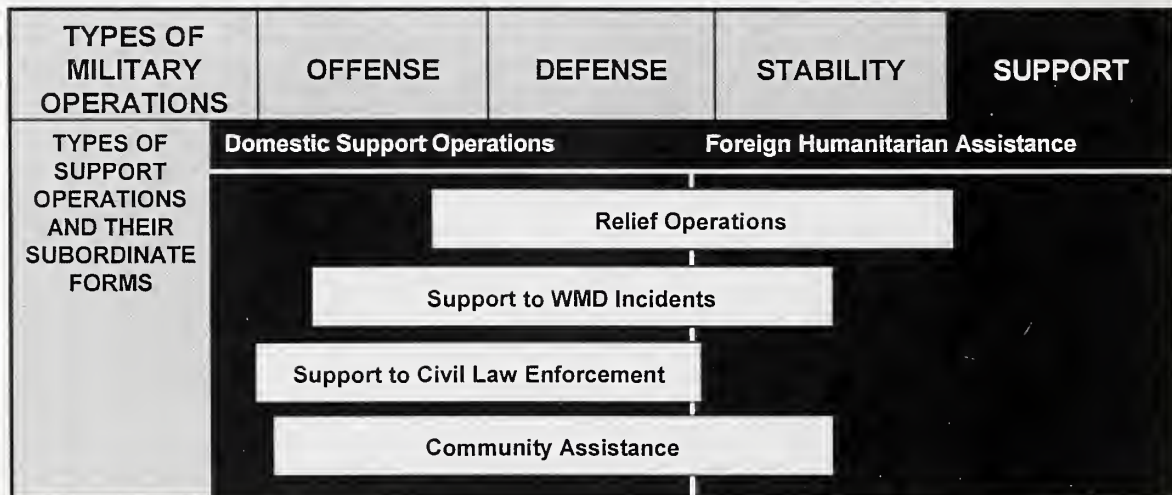 TYPES OF
MILITARY
OPERATIONS
OFFENSE
DEFENSE
STABILITY
SUPPORT
TYPES OF
SUPPORT
OPERATIONS
AND THEIR
SUBORDINATE
FORMS
Domestic Support Operations
Foreign Humanitarian Assistance
Relief Operations
Support to WMD Incidents
Support to Civil Law Enforcement
Community Assistance